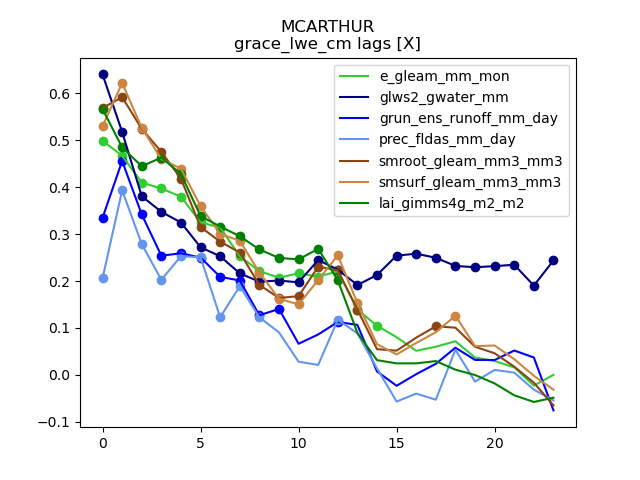 MCARTHUR
grace_lwe_cm lags [X]
e_gleam_mm_mon
glws2_gwater_mm
grun_ens_runoff_mm_day
prec_fldas_mm_day
smroot_gleam_mm3_mm3
smsurf_gleam_mm3_mm3
lai_gimms4g_m2_m2
0.6
0.5
0.4
0.3
0.2
0.1
0.0
−0.1
0 5 10 15 20